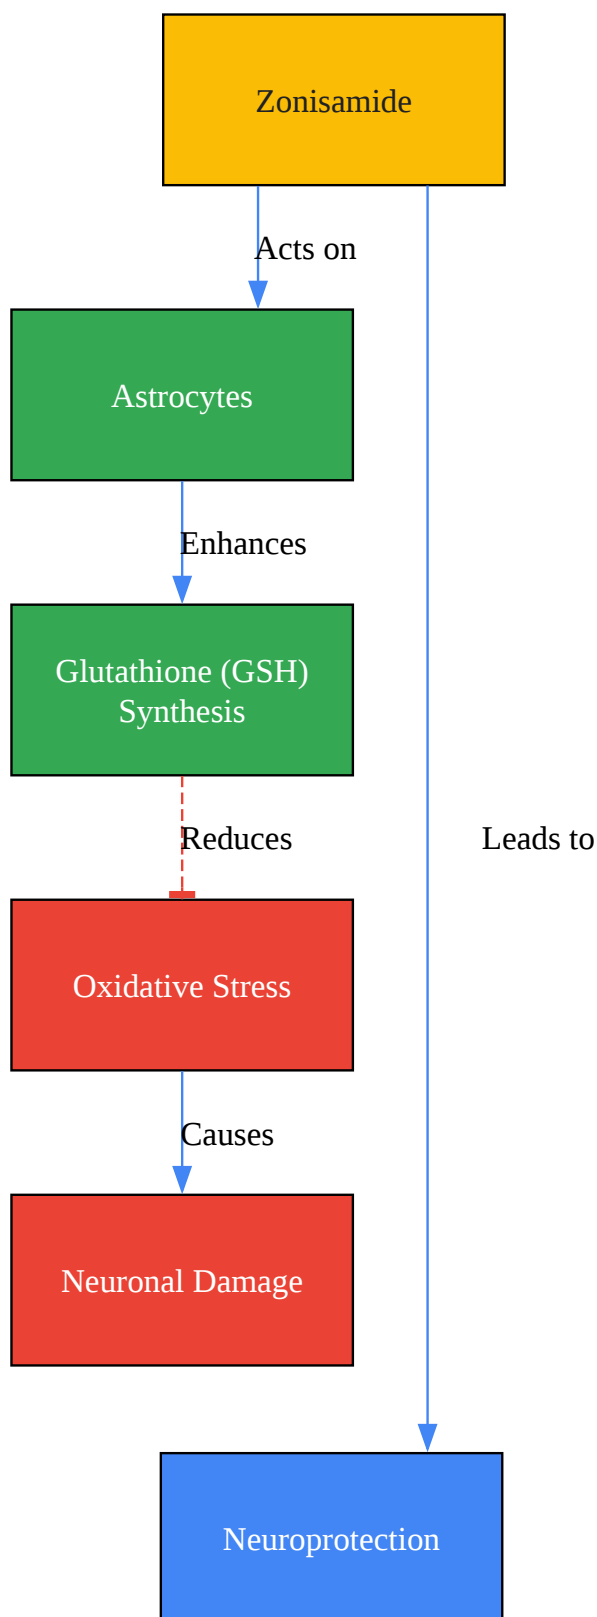 Zonisamide
Acts on
Astrocytes
Enhances
Glutathione (GSH)
Synthesis
Reduces
Leads to
Oxidative Stress
Causes
Neuronal Damage
Neuroprotection